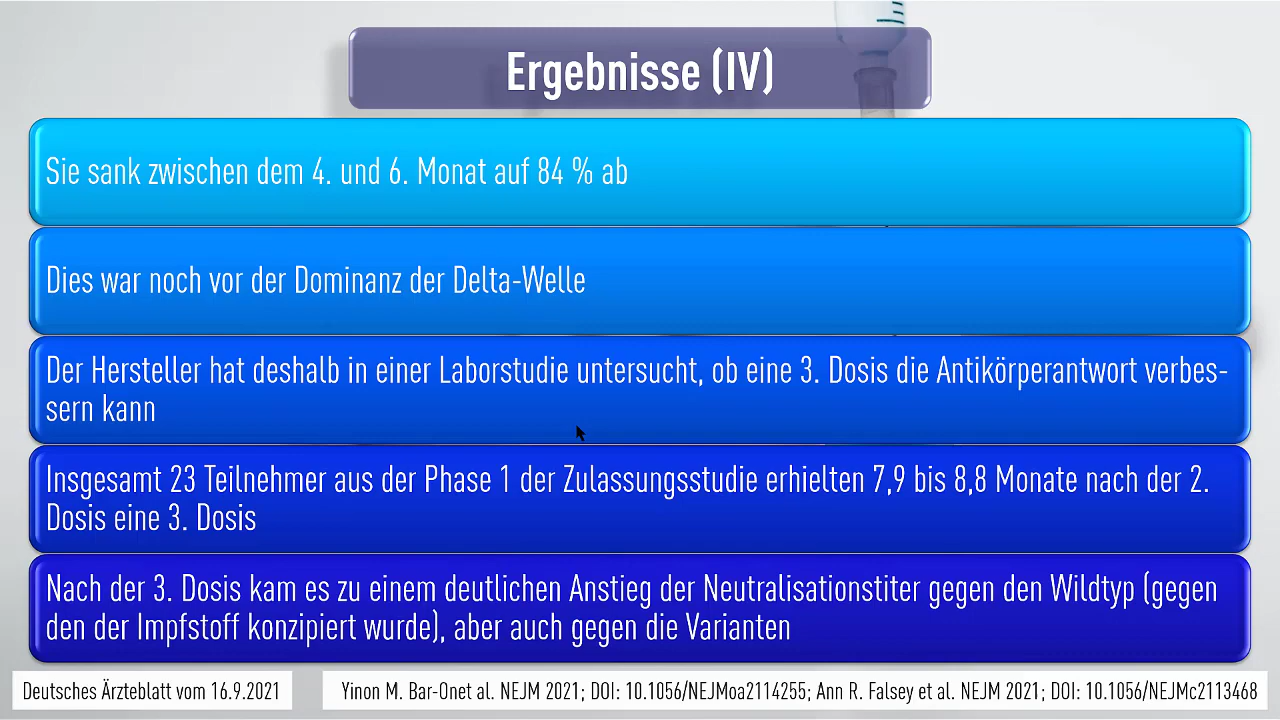 Ergebnisse (IV)
Sie sank zwischen dem 4. und 6. Monat auf 84 % ab
Dies war noch vor der Dominanz der Delta-Welle
Der Hersteller hat deshalb in einer Laborstudie untersucht, ob eine 3. Dosis die Antikörperantwort verbes-
sern kann
Insgesamt 23 Teilnehmer aus der Phase 1 der Zulassungsstudie erhielten 7,9 bis 8,8 Monate nach der 2.
Dosis eine 3. Dosis
Nach der 3. Dosis kam es zu einem deutlichen Anstieg der Neutralisationstiter gegen den Wildtyp (gegen
den der Impfstoff konzipiert wurde), aber auch gegen die Varianten
Deutsches Ärzteblatt vom 16.9.2021
Yinon M. Bar-Onet al. NEJM 2021; DOI: 10.1056/NEJMoa2114255; Ann R. Falsey et al. NEJM 2021; DOI: 10.1056/NEJMc2113468